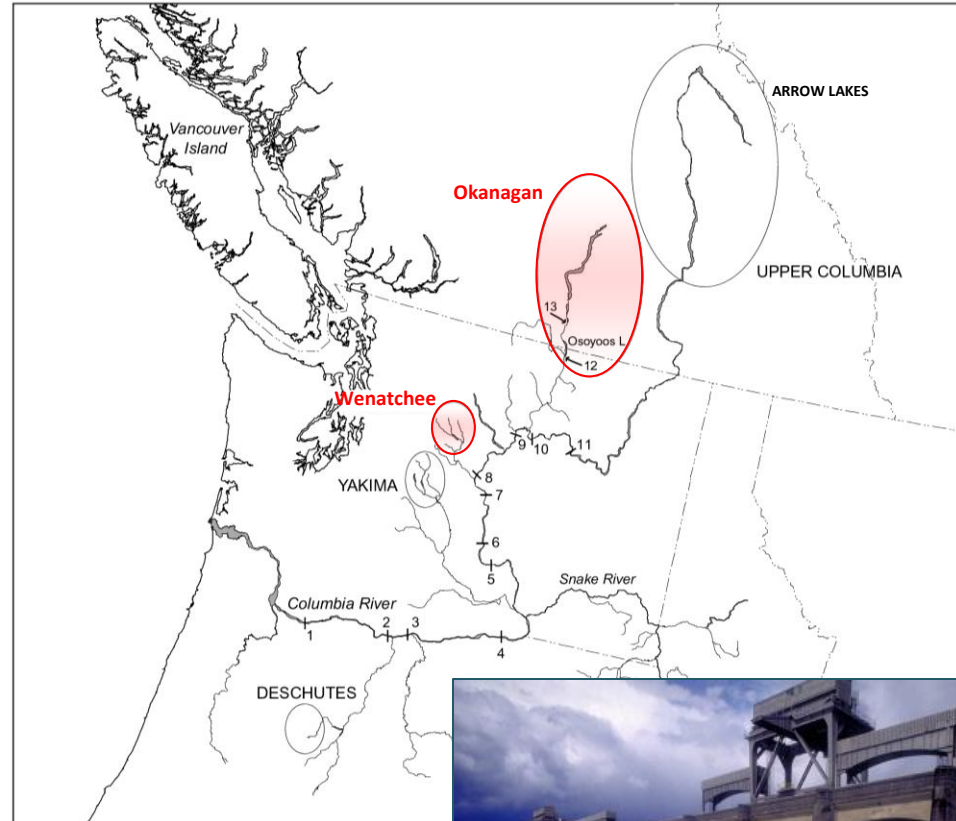 ARROW LAKES
Vancouver
Island
Okanagan
UPPER COLUMBIA
13
Osoyoos L
12
Wenatchee
9
10
11
8
YAKIMA
7
6
5
Snake River
Columbia River
1
2
3
4
DESCHUTES